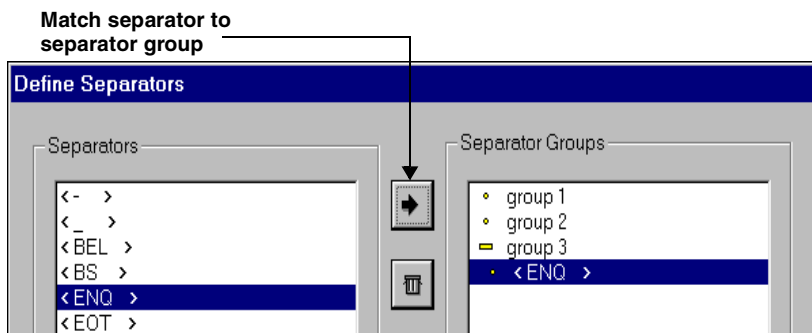 Match separator to
separator group
Define Separators
Separators
<- >
<_ >
<BEL >
<BS >
<ENQ >
<EOT >
Separator Groups
group 1
group 2
group 3
<ENQ >